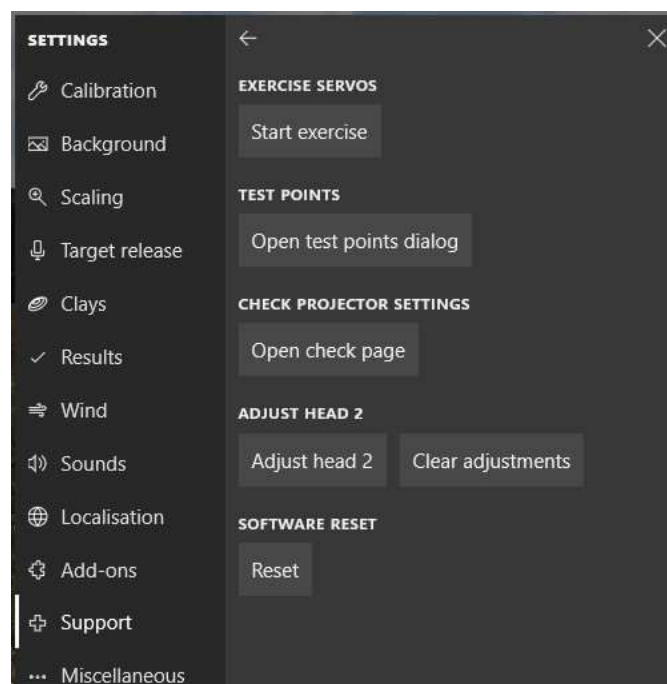 SETTINGS
Calibration
Background
Scaling
Target release
Clays
Results
Wind
Sounds
Localisation
Add-ons
Support
Miscellaneous
EXERCISE SERVOS
Start exercise
TEST POINTS
Open test points dialog
CHECK PROJECTOR SETTINGS
Open check page
ADJUST HEAD 2
Adjust head 2
Clear adjustments
SOFTWARE RESET
Reset